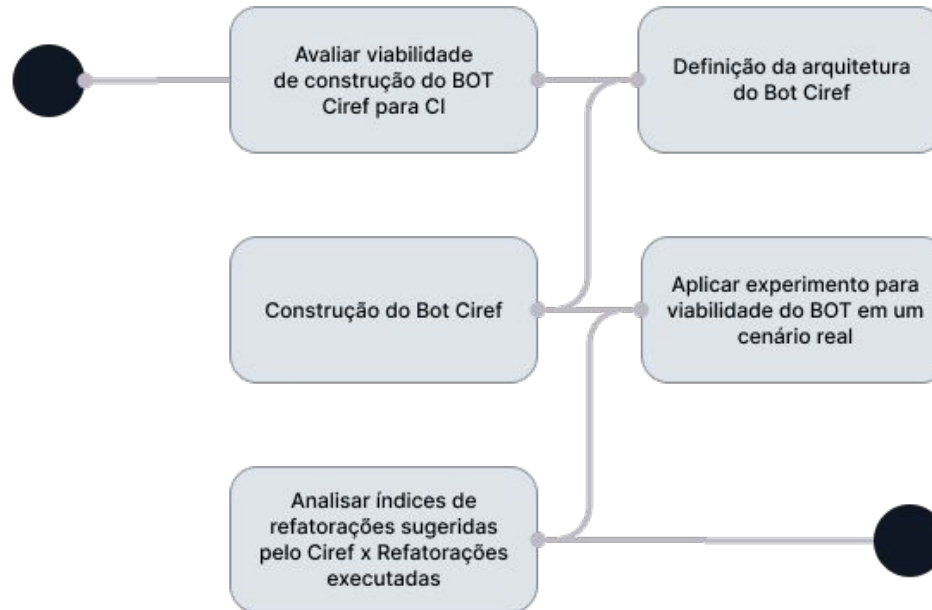 Avaliar viabilidade
de construção do BOT
Ciref para CI
Definição da arquitetura
do Bot Ciref
Construção do Bot Ciref
Aplicar experimento para
viabilidade do BOT em um
cenário real
Analisar índices de
refatorações sugeridas
pelo Ciref x Refatorações
executadas